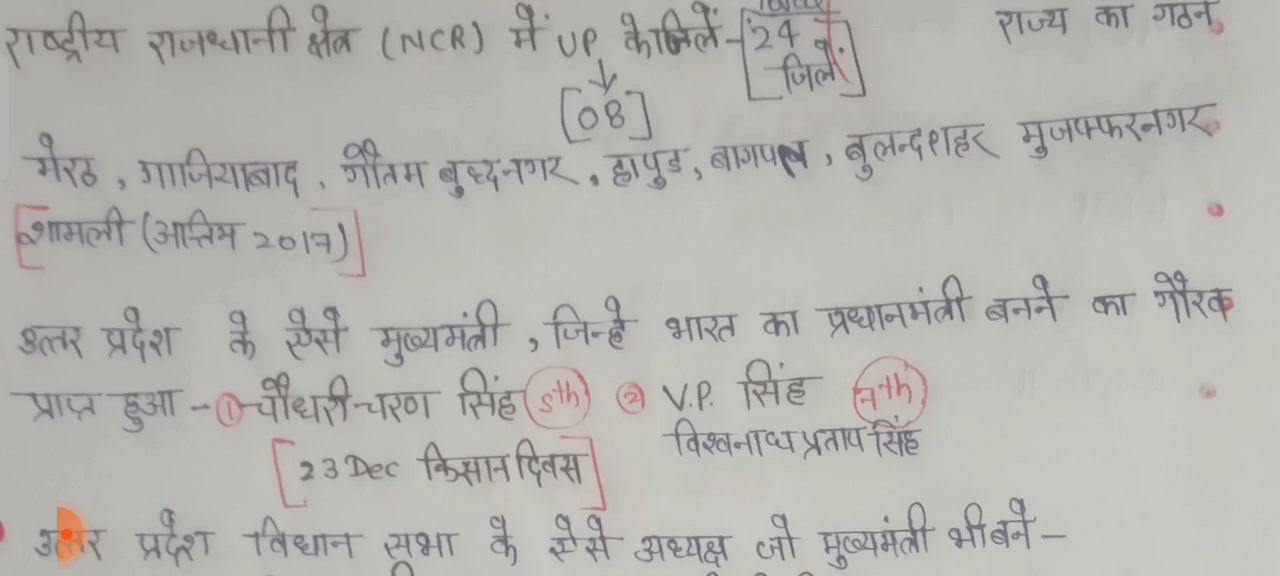 राष्ट्रीय राजधानी क्षेत्र (NCR) में UP के जिलें - [24 जिलें] राज्य का गठन
[08]
मेरठ, गाजियाबाद, गौतम बुध्दनगर, हापुड, बागपत, बुलन्दशहर मुजफ्फरनगर
[शामली (अन्तिम 2017)]
उत्तर प्रदेश के ऐसे मुख्यमंत्री, जिन्हे भारत का प्रधानमंत्री बनने का गौरव
प्राप्त हुआ - ① चौधरी चरण सिंह (5th) ② V.P. सिंह (7th)
विश्वनाथ प्रताप सिंह
[23 Dec किसान दिवस]
उत्तर प्रदेश विधान सभा के ऐसे अध्यक्ष जो मुख्यमंत्री भी बने -